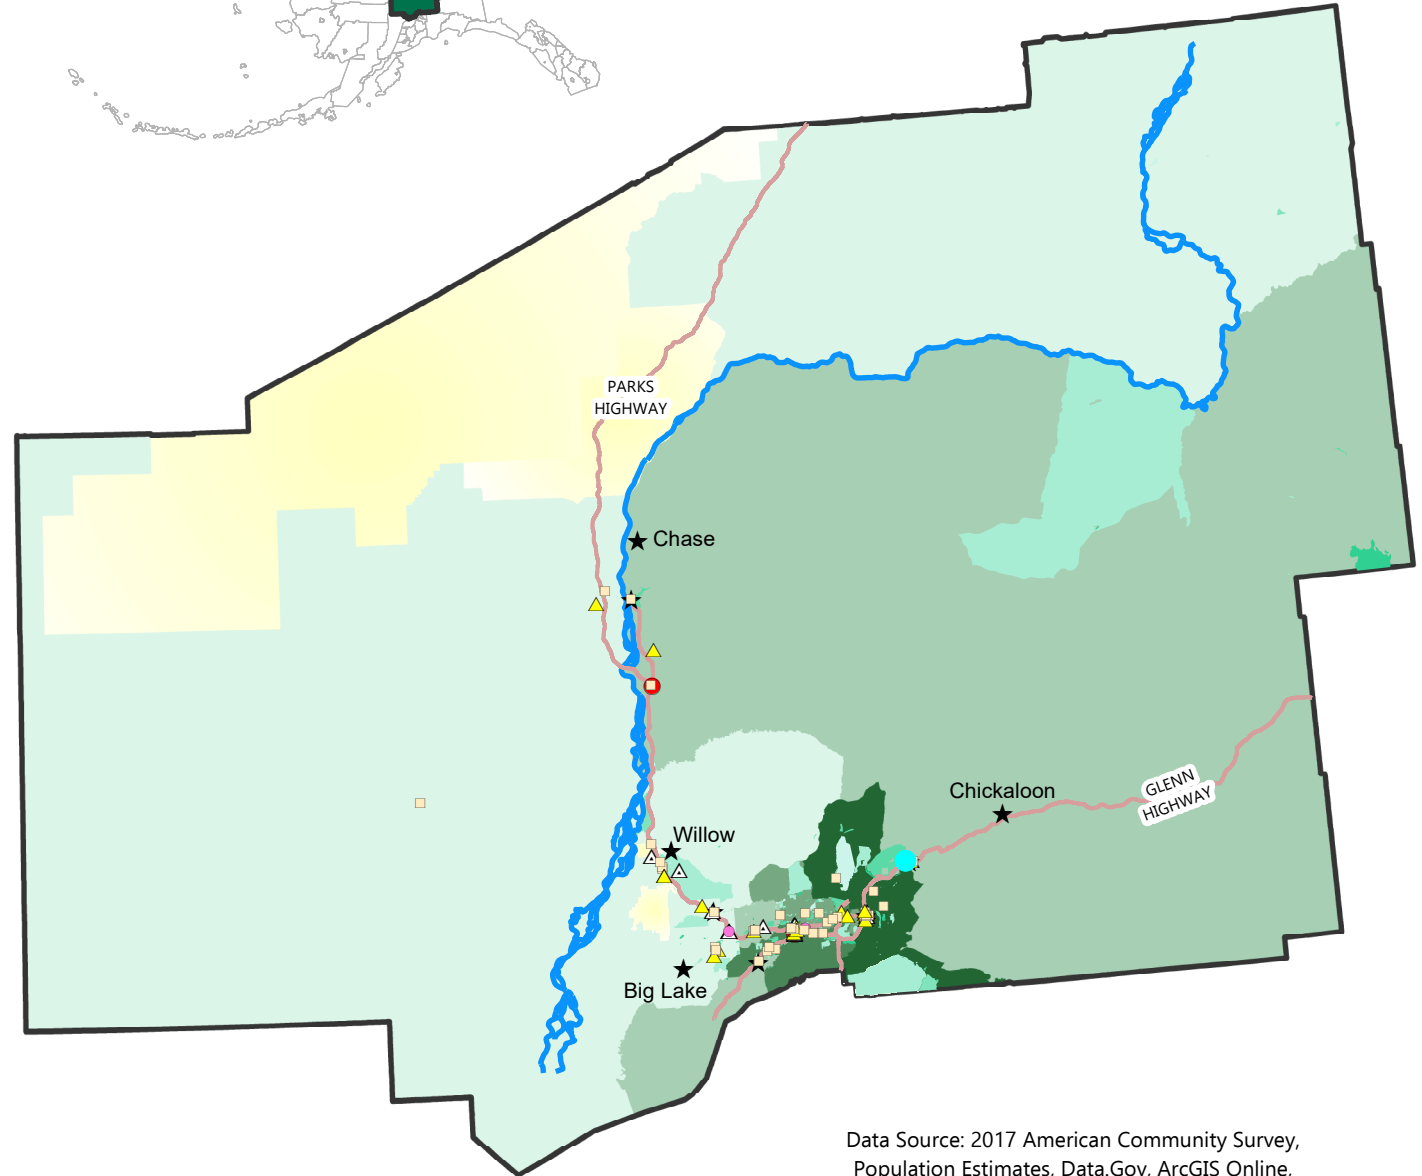 PARKS
HIGHWAY
Chase
Chickaloon
GLENN
HIGHWAY
Willow
Big Lake
Data Source: 2017 American Community Survey,
Population Estimates, Data.Gov, ArcGIS Online,